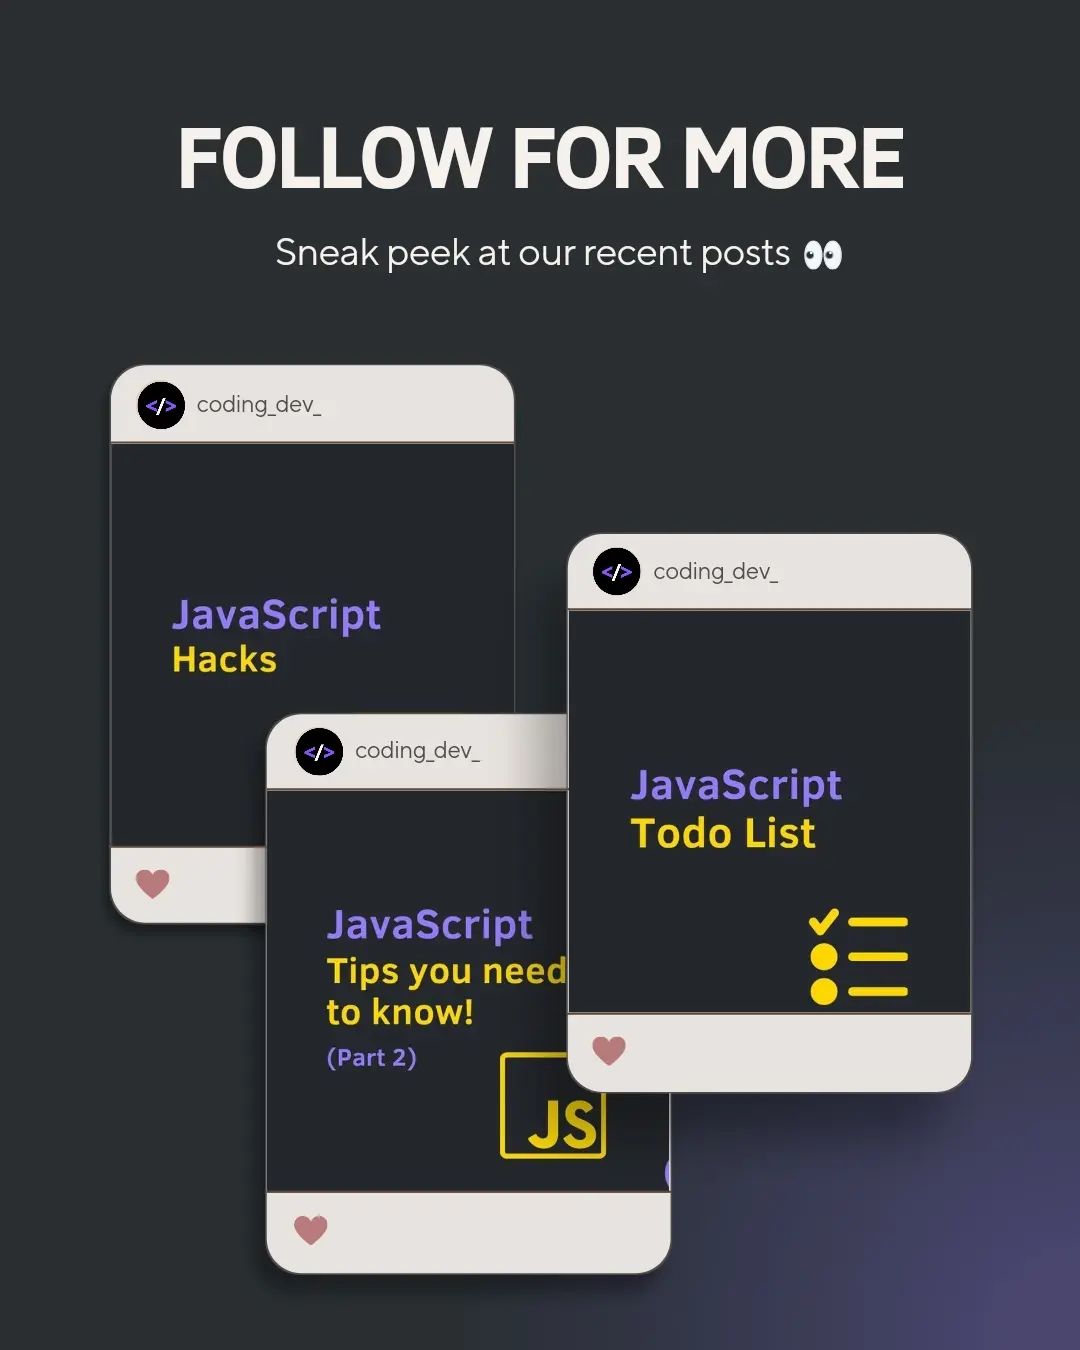 FOLLOW FOR MORE
Sneak peek at our recent posts 👀
</> coding_dev_
JavaScript
Hacks
</> coding_dev_
JavaScript
Todo List
</> coding_dev_
JavaScript
Tips you need
to know!
(Part 2)
JS